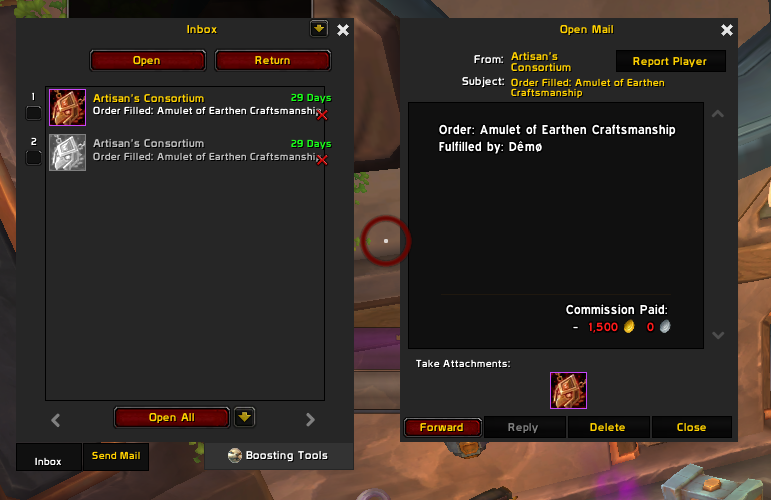 Inbox
Open
Return
1
Artisan's Consortium
29 Days
Order Filled: Amulet of Earthen Craftsmanship
2
Artisan's Consortium
29 Days
Order Filled: Amulet of Earthen Craftsmanship
Open All
Inbox
Send Mail
Boosting Tools
Open Mail
From:
Artisan's
Consortium
Report Player
Subject:
Order Filled: Amulet of Earthen
Craftsmanship
Order: Amulet of Earthen Craftsmanship
Fulfilled by: Dêmø
Commission Paid:
- 1,500 0
Take Attachments:
Forward
Reply
Delete
Close